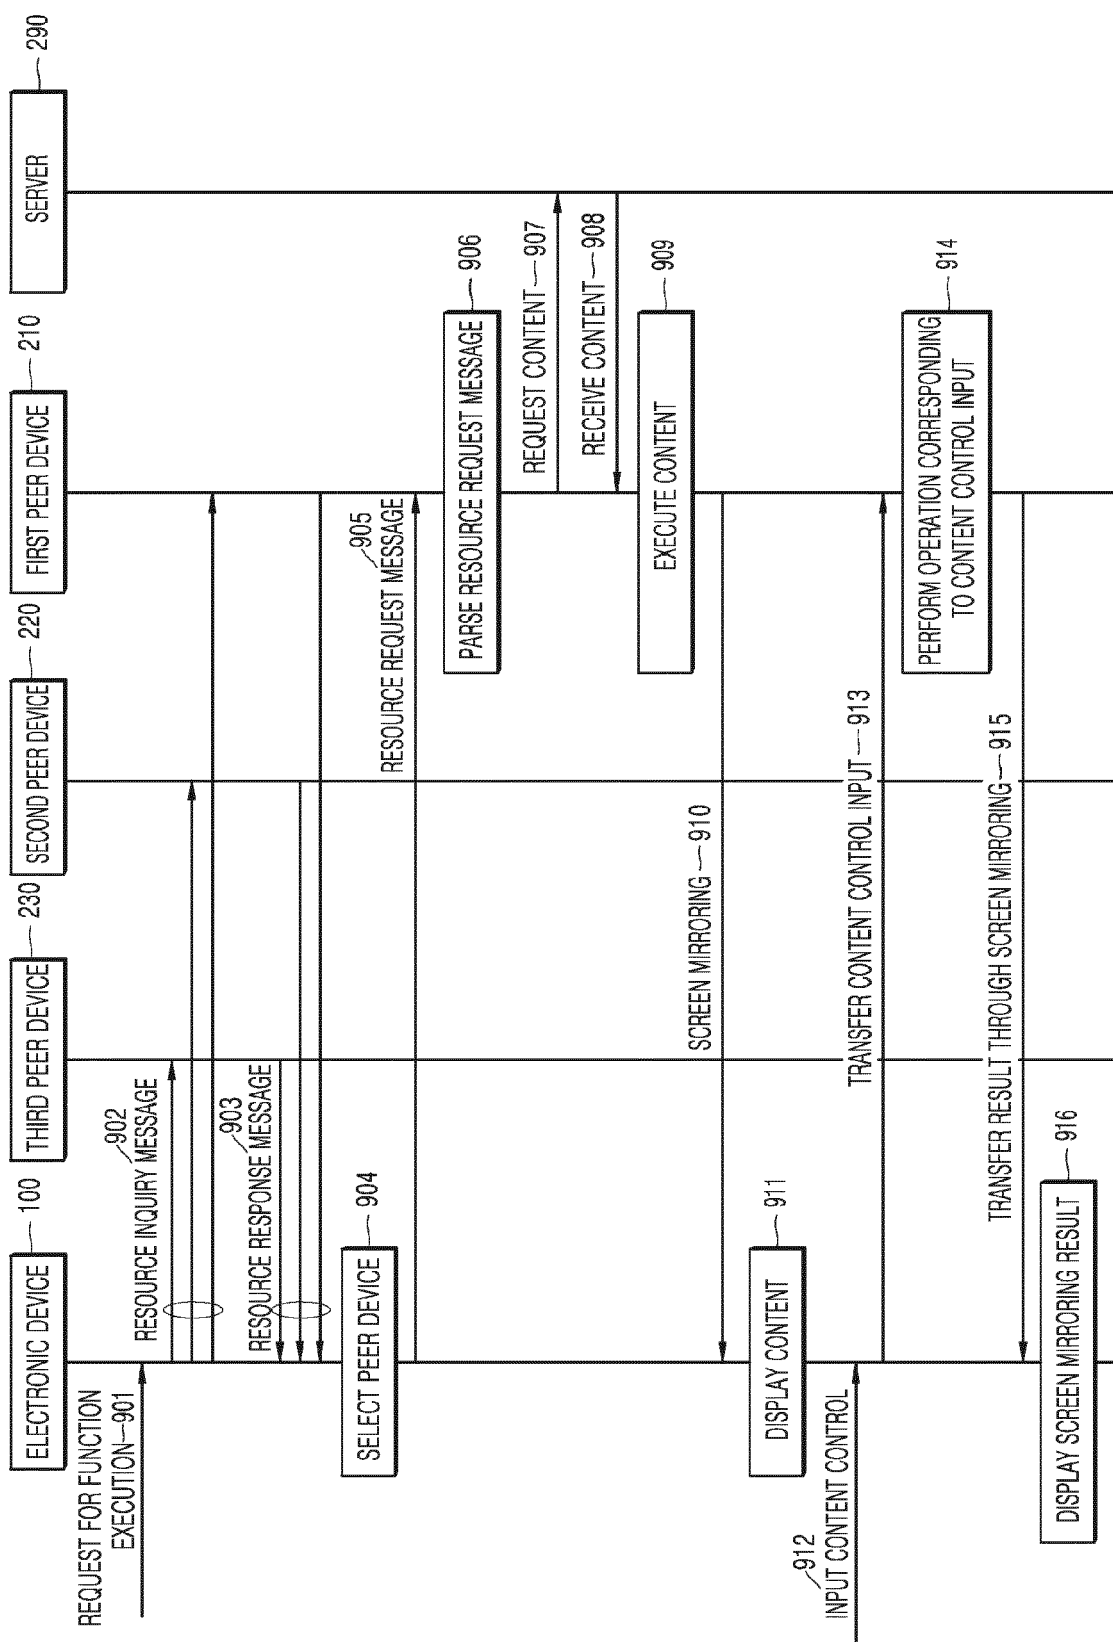 ELECTRONIC DEVICE
100
THIRD PEER DEVICE
230
SECOND PEER DEVICE
220
FIRST PEER DEVICE
210
SERVER
290
REQUEST FOR FUNCTION
EXECUTION
901
902
RESOURCE INQUIRY MESSAGE
903
RESOURCE RESPONSE MESSAGE
SELECT PEER DEVICE
904
905
RESOURCE REQUEST MESSAGE
PARSE RESOURCE REQUEST MESSAGE
906
REQUEST CONTENT
907
RECEIVE CONTENT
908
EXECUTE CONTENT
909
SCREEN MIRRORING
910
DISPLAY CONTENT
911
912
INPUT CONTENT CONTROL
TRANSFER CONTENT CONTROL INPUT
913
PERFORM OPERATION CORRESPONDING
TO CONTENT CONTROL INPUT
914
TRANSFER RESULT THROUGH SCREEN MIRRORING
915
DISPLAY SCREEN MIRRORING RESULT
916